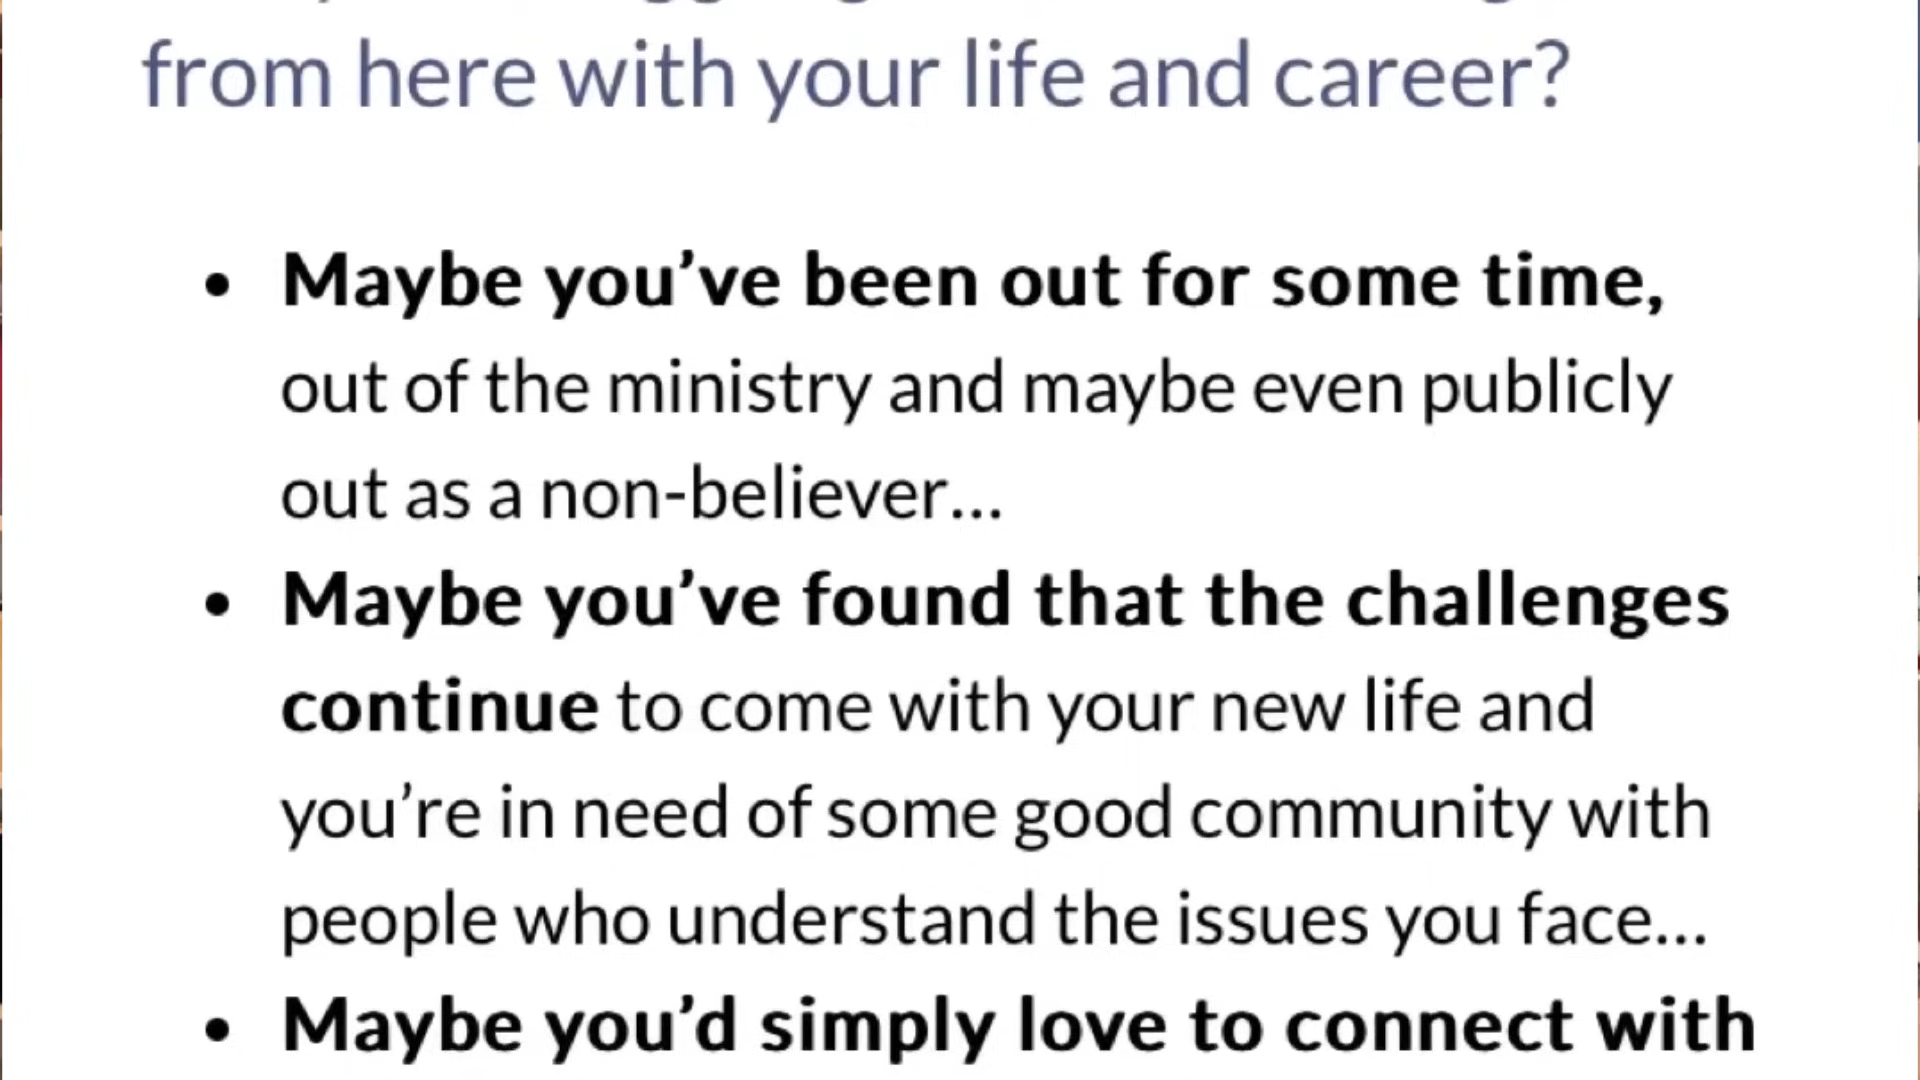 from here with your life and career?
• Maybe you’ve been out for some time,
out of the ministry and maybe even publicly
out as a non-believer...
• Maybe you’ve found that the challenges
continue to come with your new life and
you’re in need of some good community with
people who understand the issues you face...
• Maybe you’d simply love to connect with